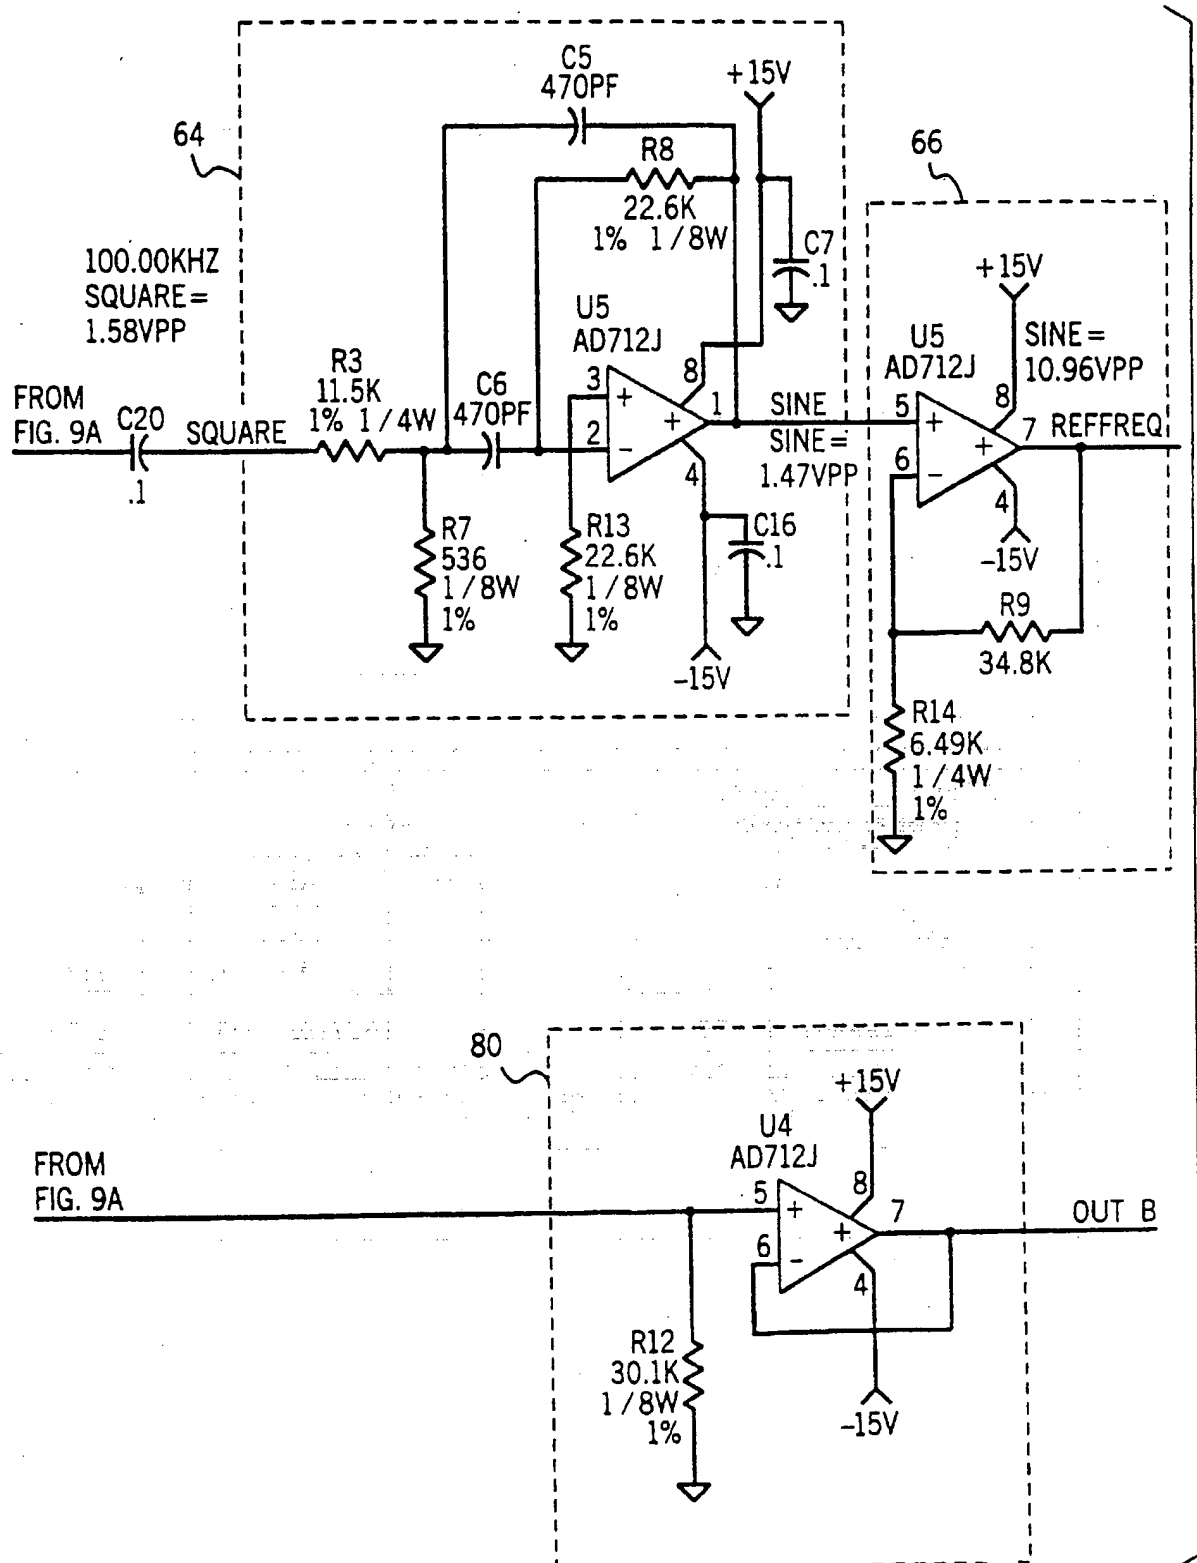 64
C5
470PF
+15V
R8
22.6K
1% 1/8W
C7
.1
66
100.00KHZ
SQUARE=
1.58VPP
U5
AD712J
+15V
R3
11.5K
1% 1/4W
C6
470PF
3
+
8
2
−
+
1
4
SINE
SINE=
1.47VPP
U5
AD712J
SINE=
10.96VPP
8
5
+
+
7
REFFREQ
6
−
4
−15V
FROM
FIG. 9A
C20
.1
SQUARE
R7
536
1/8W
1%
R13
22.6K
1/8W
1%
C16
.1
−15V
R9
34.8K
R14
6.49K
1/4W
1%
80
+15V
U4
AD712J
FROM
FIG. 9A
5
+
8
+
7
OUT B
6
−
4
R12
30.1K
1/8W
1%
−15V